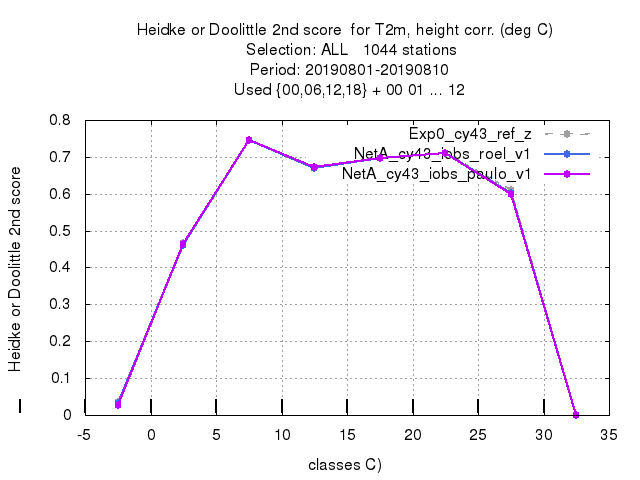 Heidke or Doolittle 2nd score  for T2m, height corr. (deg C)
Selection: ALL   1044 stations
Period: 20190801-20190810
Used {00,06,12,18} + 00 01 ... 12
Exp0_cy43_ref_z
NetA_cy43_iobs_roel_v1
NetA_cy43_iobs_paulo_v1
Heidke or Doolittle 2nd score
0.8
0.7
0.6
0.5
0.4
0.3
0.2
0.1
0
-5 0 5 10 15 20 25 30 35
classes C)